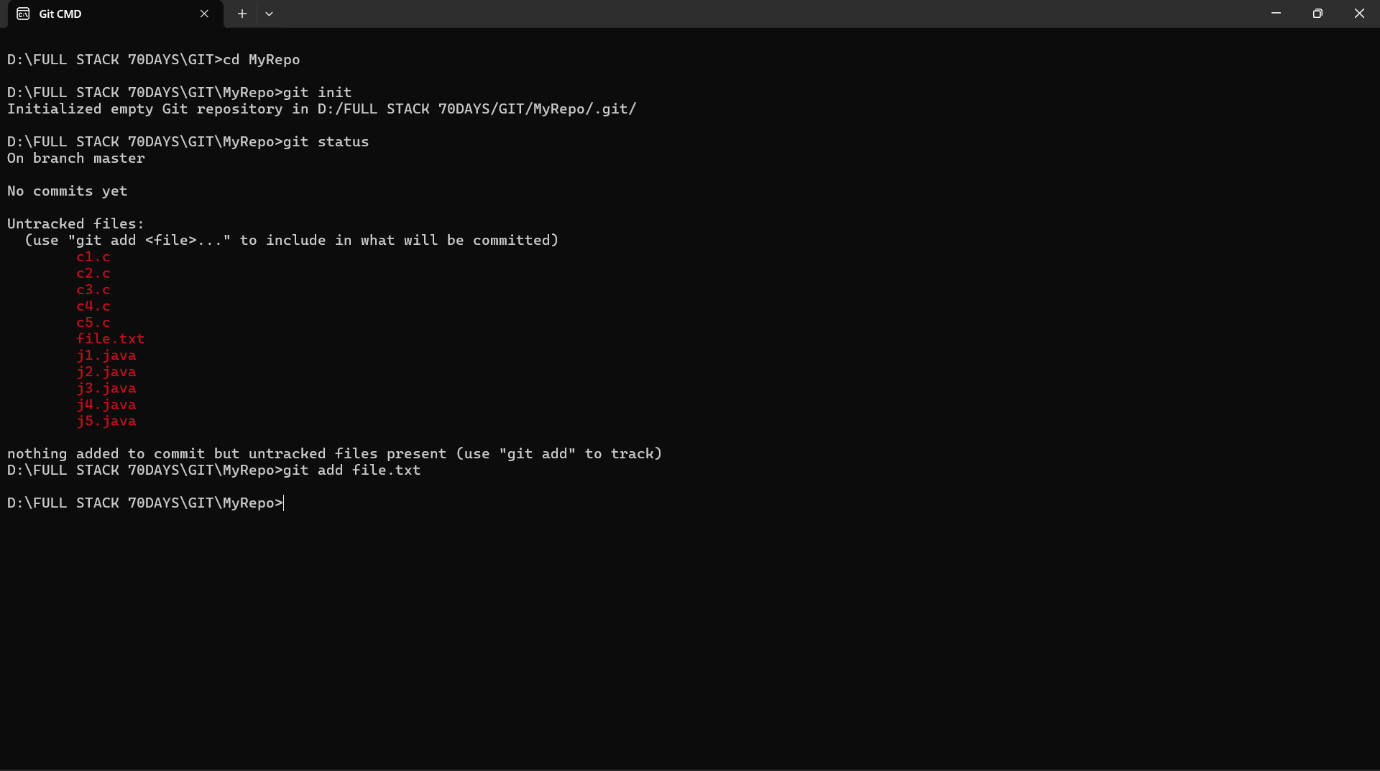 Git CMD
D:\FULL STACK 70DAYS\GIT>cd MyRepo
D:\FULL STACK 70DAYS\GIT\MyRepo>git init
Initialized empty Git repository in D:/FULL STACK 70DAYS/GIT/MyRepo/.git/
D:\FULL STACK 70DAYS\GIT\MyRepo>git status
On branch master
No commits yet
Untracked files:
  (use "git add <file>..." to include in what will be committed)
        c1.c
        c2.c
        c3.c
        c4.c
        c5.c
        file.txt
        j1.java
        j2.java
        j3.java
        j4.java
        j5.java
nothing added to commit but untracked files present (use "git add" to track)
D:\FULL STACK 70DAYS\GIT\MyRepo>git add file.txt
D:\FULL STACK 70DAYS\GIT\MyRepo>